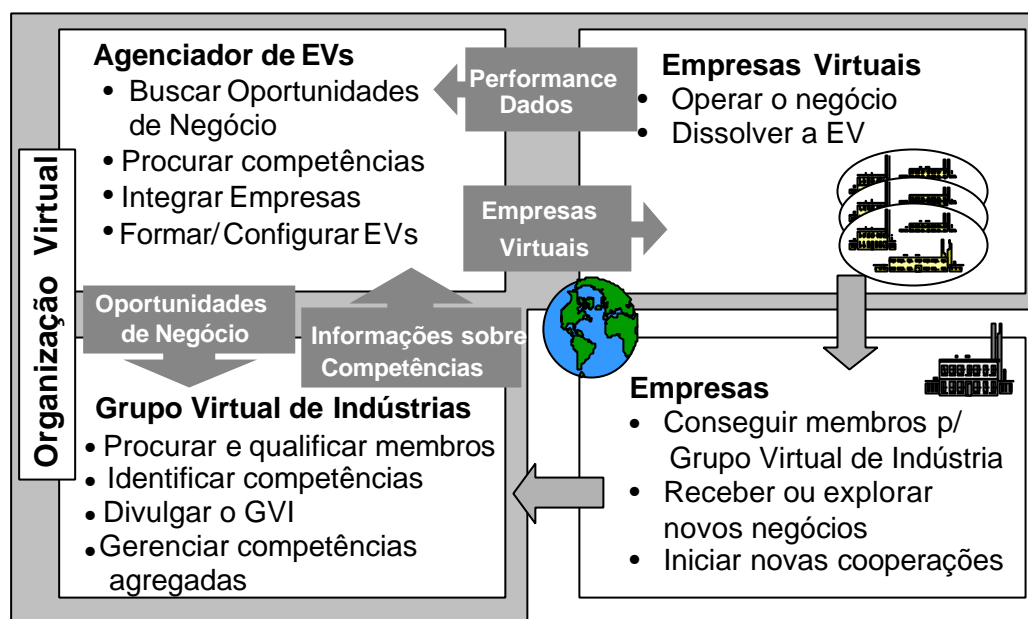 Agenciador de EVs
• Buscar Oportunidades
de Negócio
• Procurar competências
• Integrar Empresas
• Formar/ Configurar EVs
Performance
Dados
Empresas Virtuais
• Operar o negócio
• Dissolver a EV
Empresas
Virtuais
Organização Virtual
Oportunidades
de Negócio
Informações sobre
Competências
Grupo Virtual de Indústrias
• Procurar e qualificar membros
• Identificar competências
• Divulgar o GVI
• Gerenciar competências
agregadas
Empresas
• Conseguir membros p/
Grupo Virtual de Indústria
• Receber ou explorar
novos negócios
• Iniciar novas cooperações